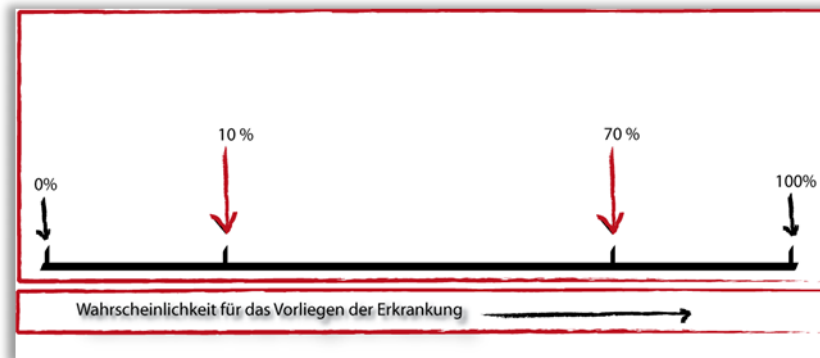 10 %
70 %
0%
100%
Wahrscheinlichkeit für das Vorliegen der Erkrankung